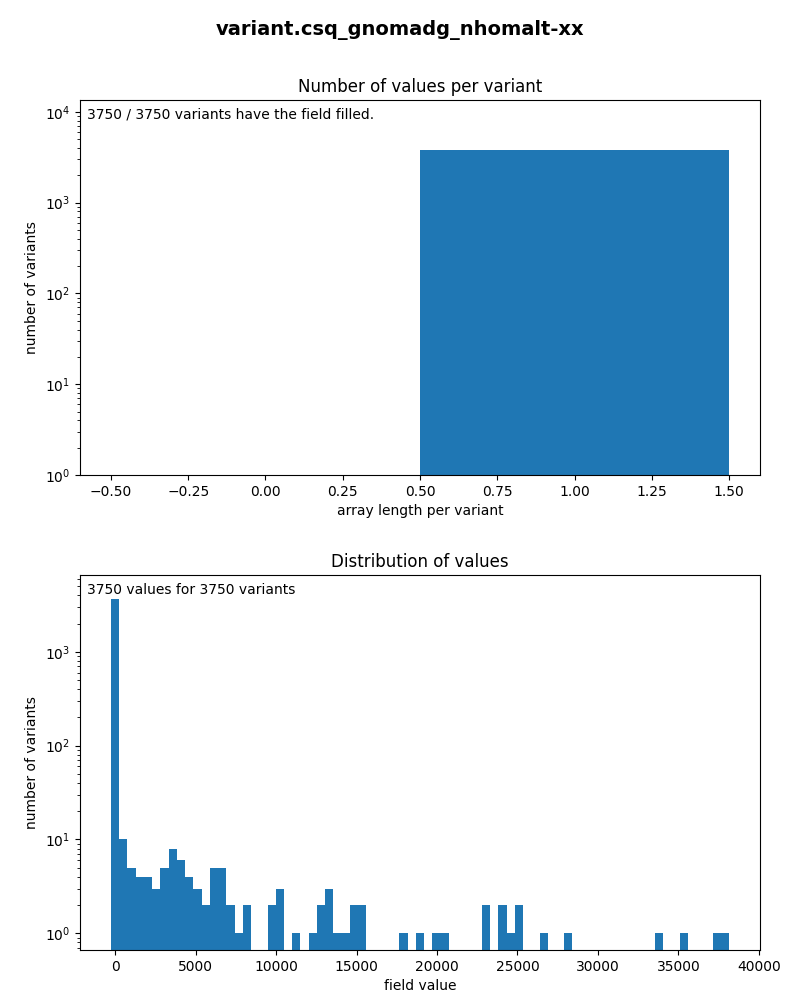 variant.csq_gnomadg_nhomalt-xx
Number of values per variant
3750 / 3750 variants have the field filled.
10^4
10^3
10^2
10^1
10^0
number of variants
−0.50 −0.25 0.00 0.25 0.50 0.75 1.00 1.25 1.50
array length per variant
Distribution of values
3750 values for 3750 variants
10^3
10^2
10^1
10^0
number of variants
0 5000 10000 15000 20000 25000 30000 35000 40000
field value